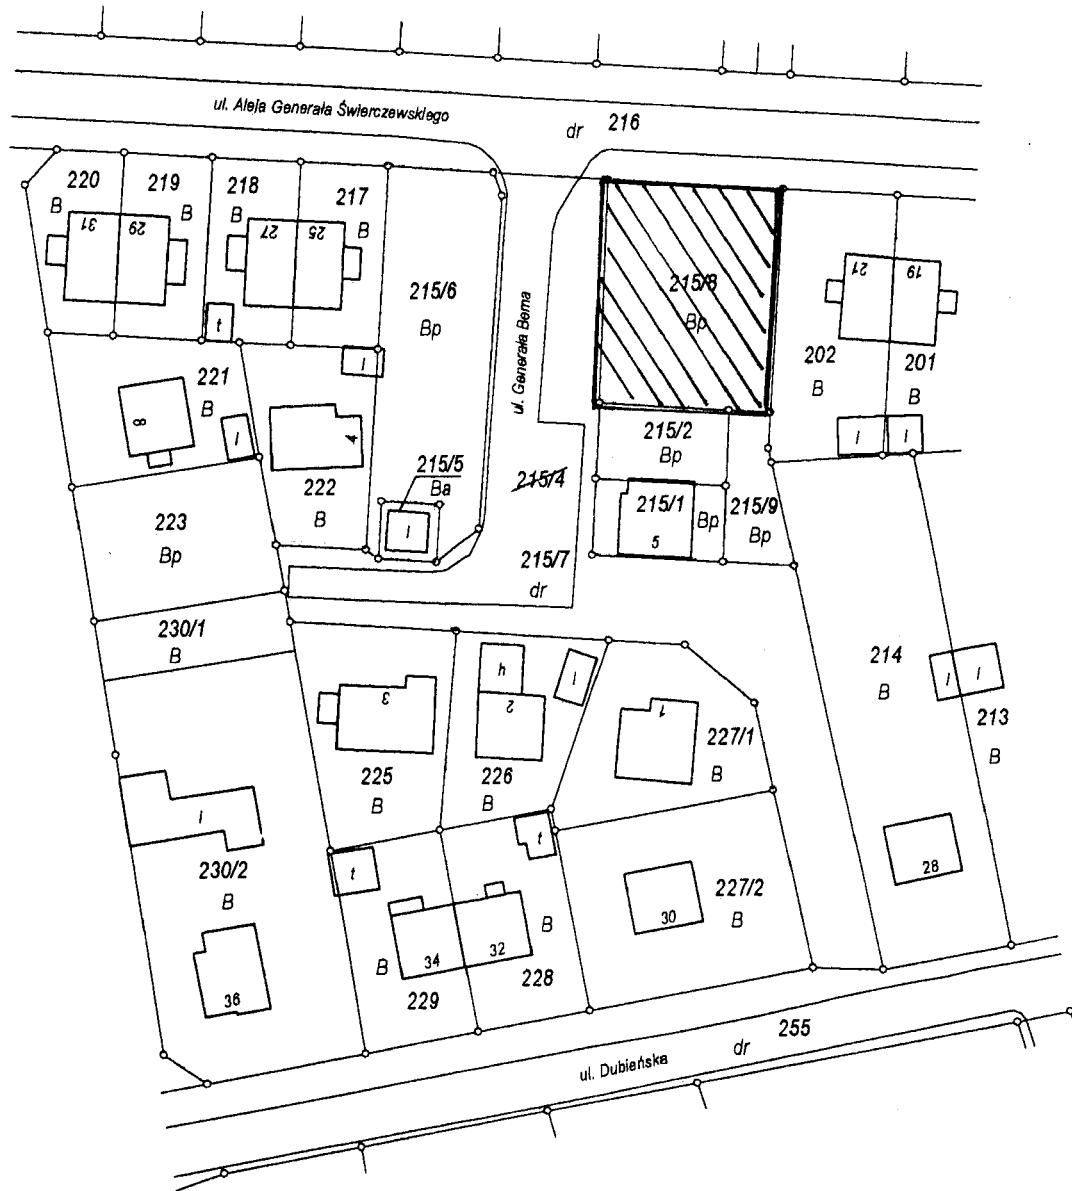 ul. Aleja Generała Świerczewskiego
dr 216
220
B
219
B
218
B
217
B
31
29
27
25
215/6
Bp
ul. Generała Bema
215/8
Bp
21
19
202
B
201
B
t
l
221
B
8
l
4
222
B
215/5
Ba
l
215/4
215/2
Bp
215/1
Bp
5
215/9
Bp
l
l
223
Bp
215/7
dr
230/1
B
3
225
B
h
2
l
226
B
1
227/1
B
214
B
l
l
213
B
l
230/2
B
36
t
t
B
34
32
B
229
228
30
227/2
B
28
ul. Dubieńska
dr
255